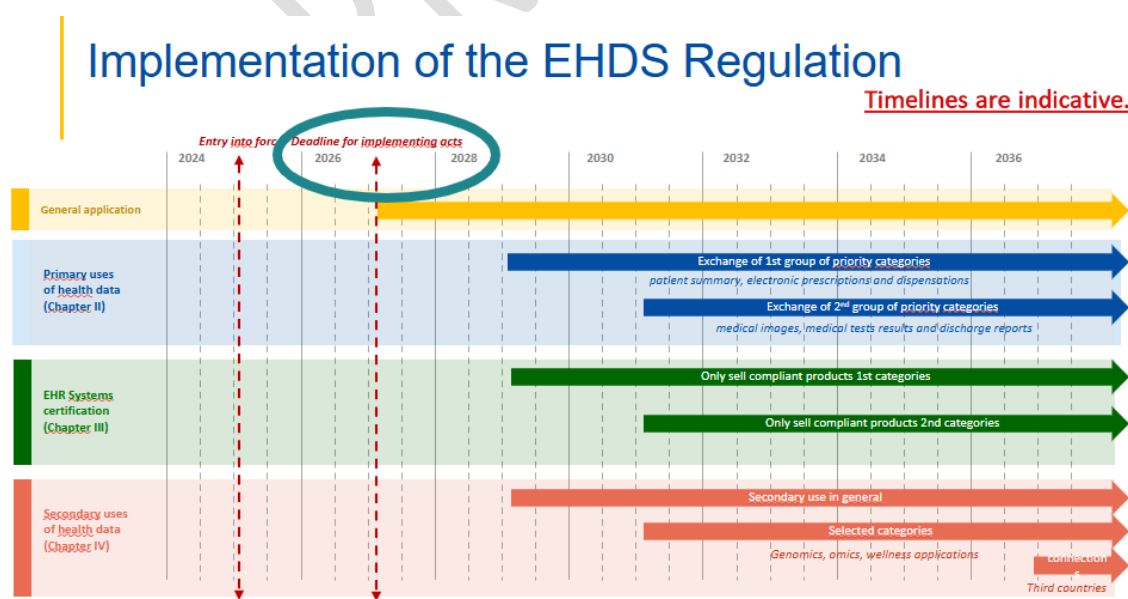 Implementation of the EHDS Regulation
Timelines are indicative.
Entry into forc Deadline for implementing acts
2024 2026 2028 2030 2032 2034 2036
General application
Primary uses
of health data
(Chapter II)
Exchange of 1st group of priority categories
patient summary, electronic prescriptions and dispensations
Exchange of 2nd group of priority categories
medical images, medical tests results and discharge reports
EHR Systems
certification
(Chapter III)
Only sell compliant products 1st categories
Only sell compliant products 2nd categories
Secondary uses
of health data
(Chapter IV)
Secondary use in general
Selected categories
Genomics, omics, wellness applications
connection
Third countries